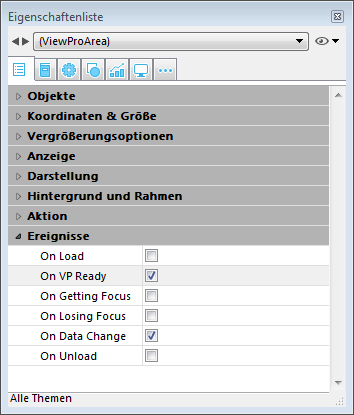 Eigenschaftenliste
(ViewProArea)
Objekte
Koordinaten & Größe
Vergrößerungsoptionen
Anzeige
Darstellung
Hintergrund und Rahmen
Aktion
Ereignisse
On Load
On VP Ready
On Getting Focus
On Losing Focus
On Data Change
On Unload
Alle Themen